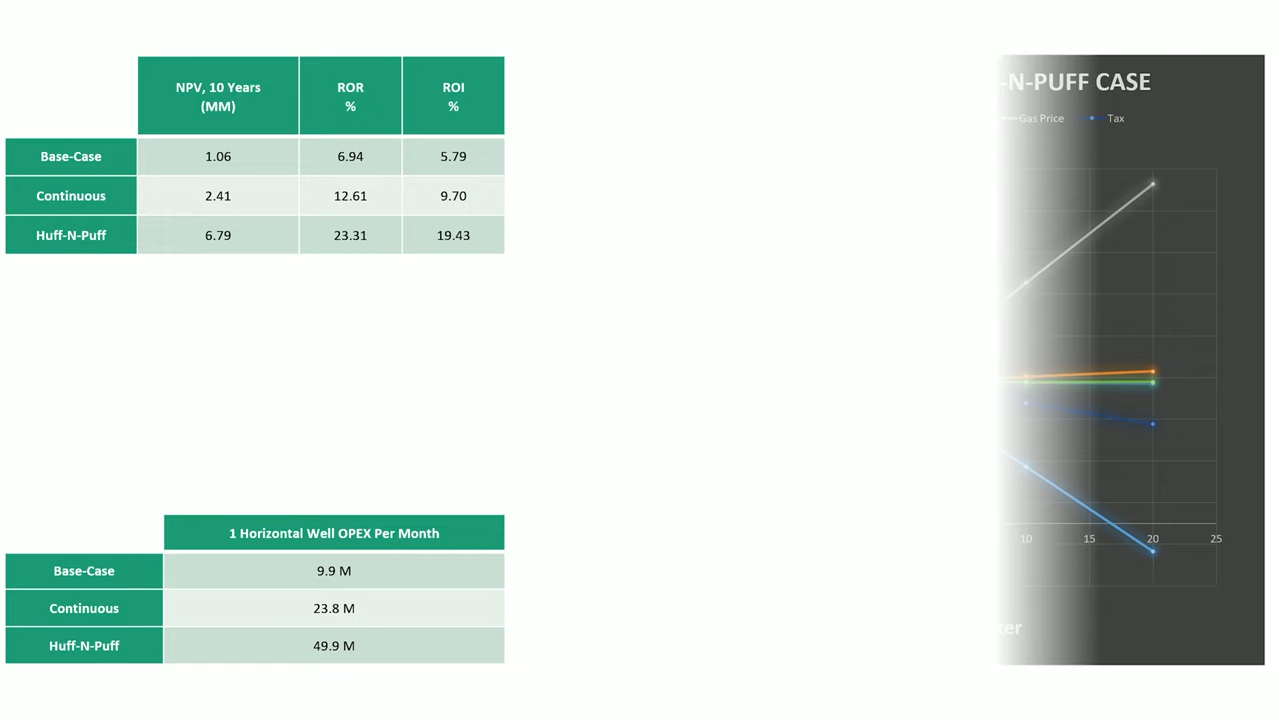 NPV, 10 Years ROR ROI
(MM) % %
Base-Case 1.06 6.94 5.79
Continuous 2.41 12.61 9.70
Huff-N-Puff 6.79 23.31 19.43
1 Horizontal Well OPEX Per Month
Base-Case 9.9 M
Continuous 23.8 M
Huff-N-Puff 49.9 M
-N-PUFF CASE
Gas Price Tax
10 15 20 25